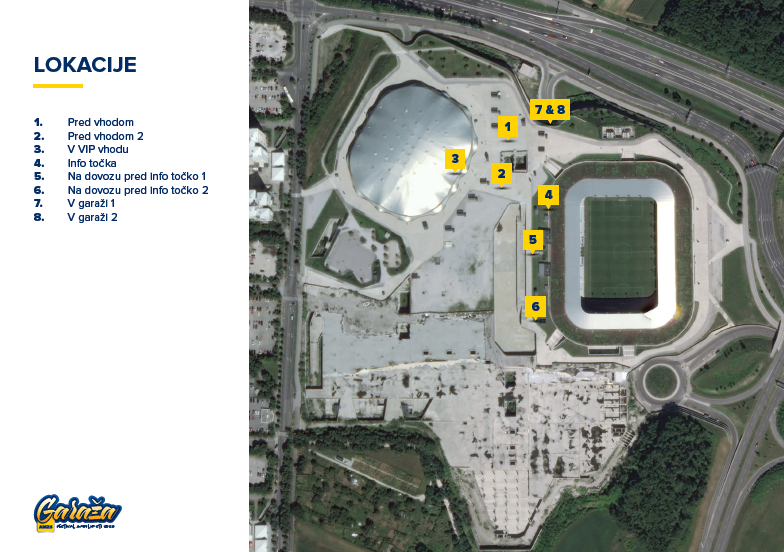 LOKACIJE
1. Pred vhodom
2. Pred vhodom 2
3. V VIP vhodu
4. Info točka
5. Na dovozu pred info točko 1
6. Na dovozu pred info točko 2
7. V garaži 1
8. V garaži 2
7 & 8
1
3
2
4
5
6
Garaža
AMZS